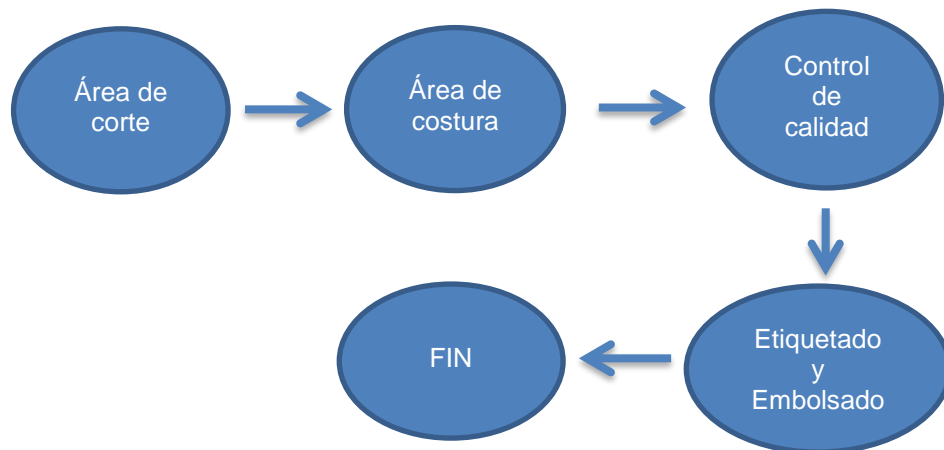 Área de
corte
Área de
costura
Control
de
calidad
Etiquetado
y
Embolsado
FIN